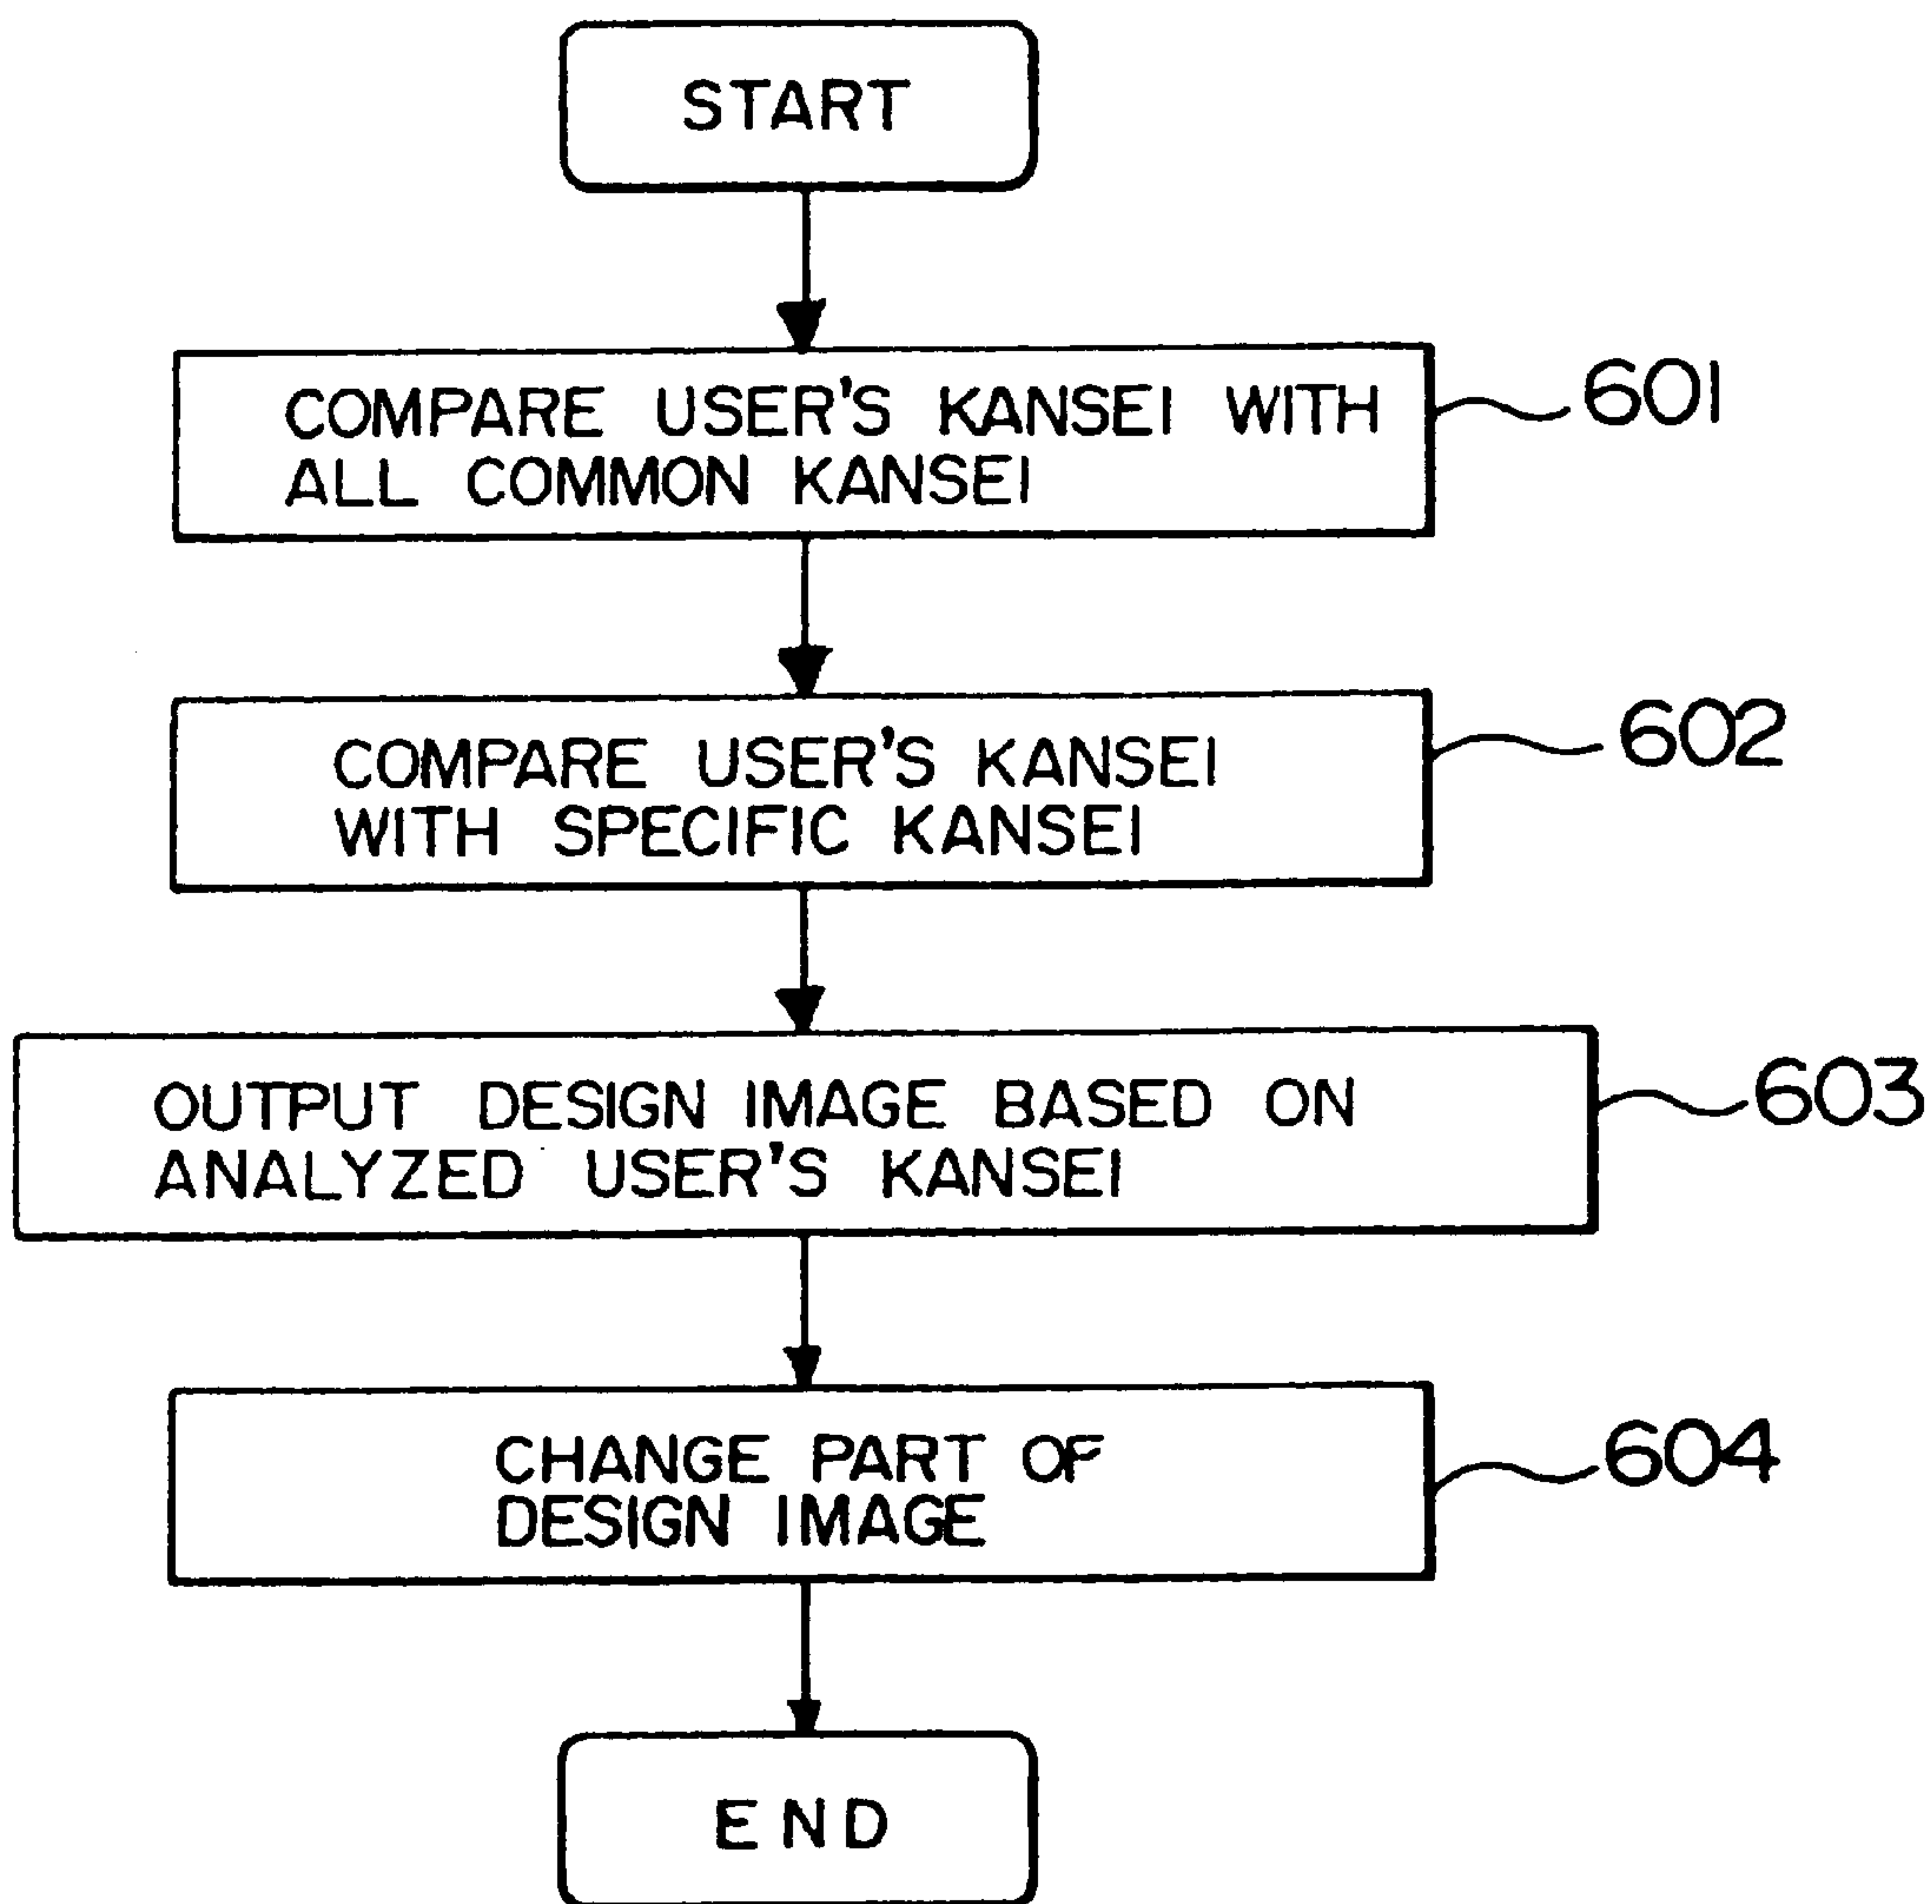 START
COMPARE USER'S KANSEI WITH
ALL COMMON KANSEI
601
COMPARE USER'S KANSEI
WITH SPECIFIC KANSEI
602
OUTPUT DESIGN IMAGE BASED ON
ANALYZED USER'S KANSEI
603
CHANGE PART OF
DESIGN IMAGE
604
END